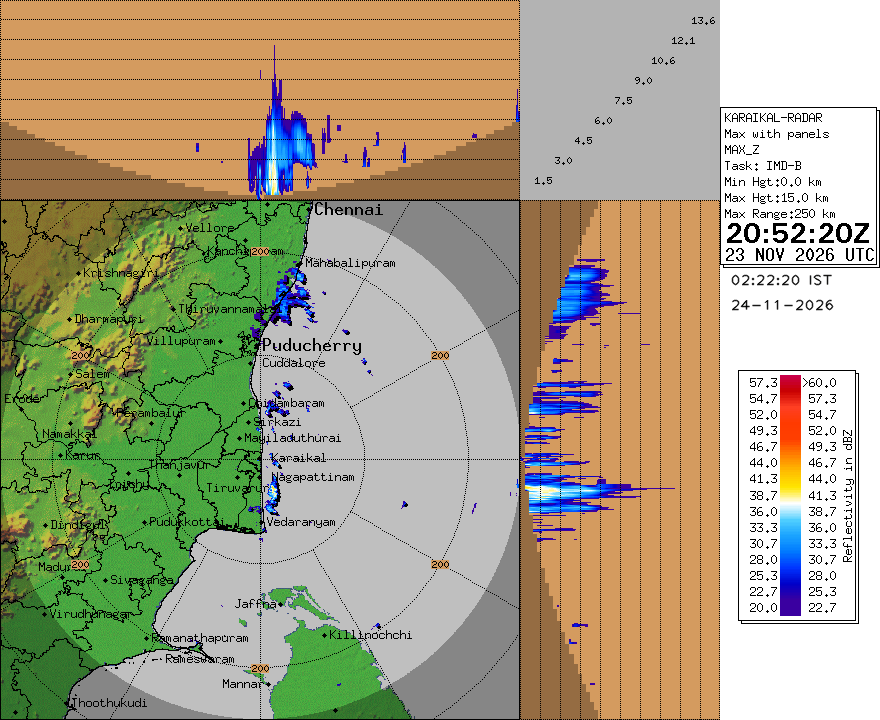 13.6
12.1
10.6
9.0
7.5
6.0
4.5
3.0
1.5
KARAIKAL-RADAR
Max with panels
MAX_Z
Task: IMD-B
Min Hgt:0.0 km
Max Hgt:15.0 km
Max Range:250 km
20:52:20Z
23 NOV 2026 UTC
02:22:20 IST
24-11-2026
Chennai
Vellore
200
Mahabalipuram
Krishnagiri
Dharmapuri
Villupuram
Puducherry
200
200
Cuddalore
Salem
Erode
Perambalur
Chidambaram
Sirkazi
Namakkal
Mayiladuthurai
Karur
Thanjavur
Karaikal
Nagapattinam
Pudukkottai
Vedaranyam
200
200
Sivaganga
Jaffna
Virudhunagar
Ramanathapuram
Killinochchi
Rameswaram
200
Mannar
Thoothukudi
57.3 >60.0
54.7 57.3
52.0 54.7
49.3 52.0
46.7 49.3
44.0 46.7
41.3 44.0
38.7 41.3
36.0 38.7
33.3 36.0
30.7 33.3
28.0 30.7
25.3 28.0
22.7 25.3
20.0 22.7
Reflectivity in dBZ